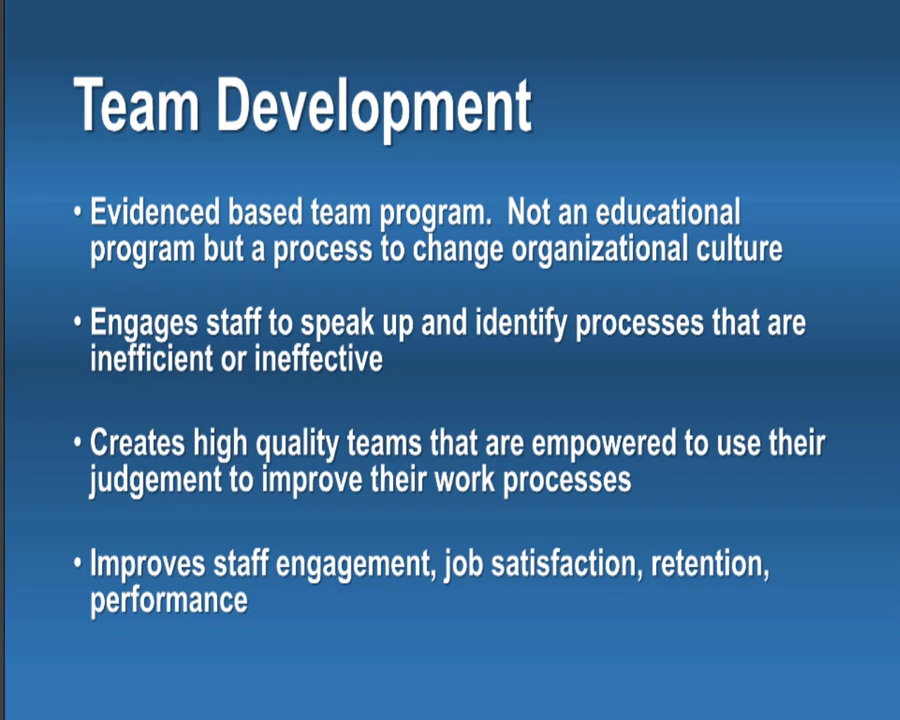 Team Development
• Evidenced based team program.  Not an educational
program but a process to change organizational culture
• Engages staff to speak up and identify processes that are
inefficient or ineffective
• Creates high quality teams that are empowered to use their
judgement to improve their work processes
• Improves staff engagement, job satisfaction, retention,
performance